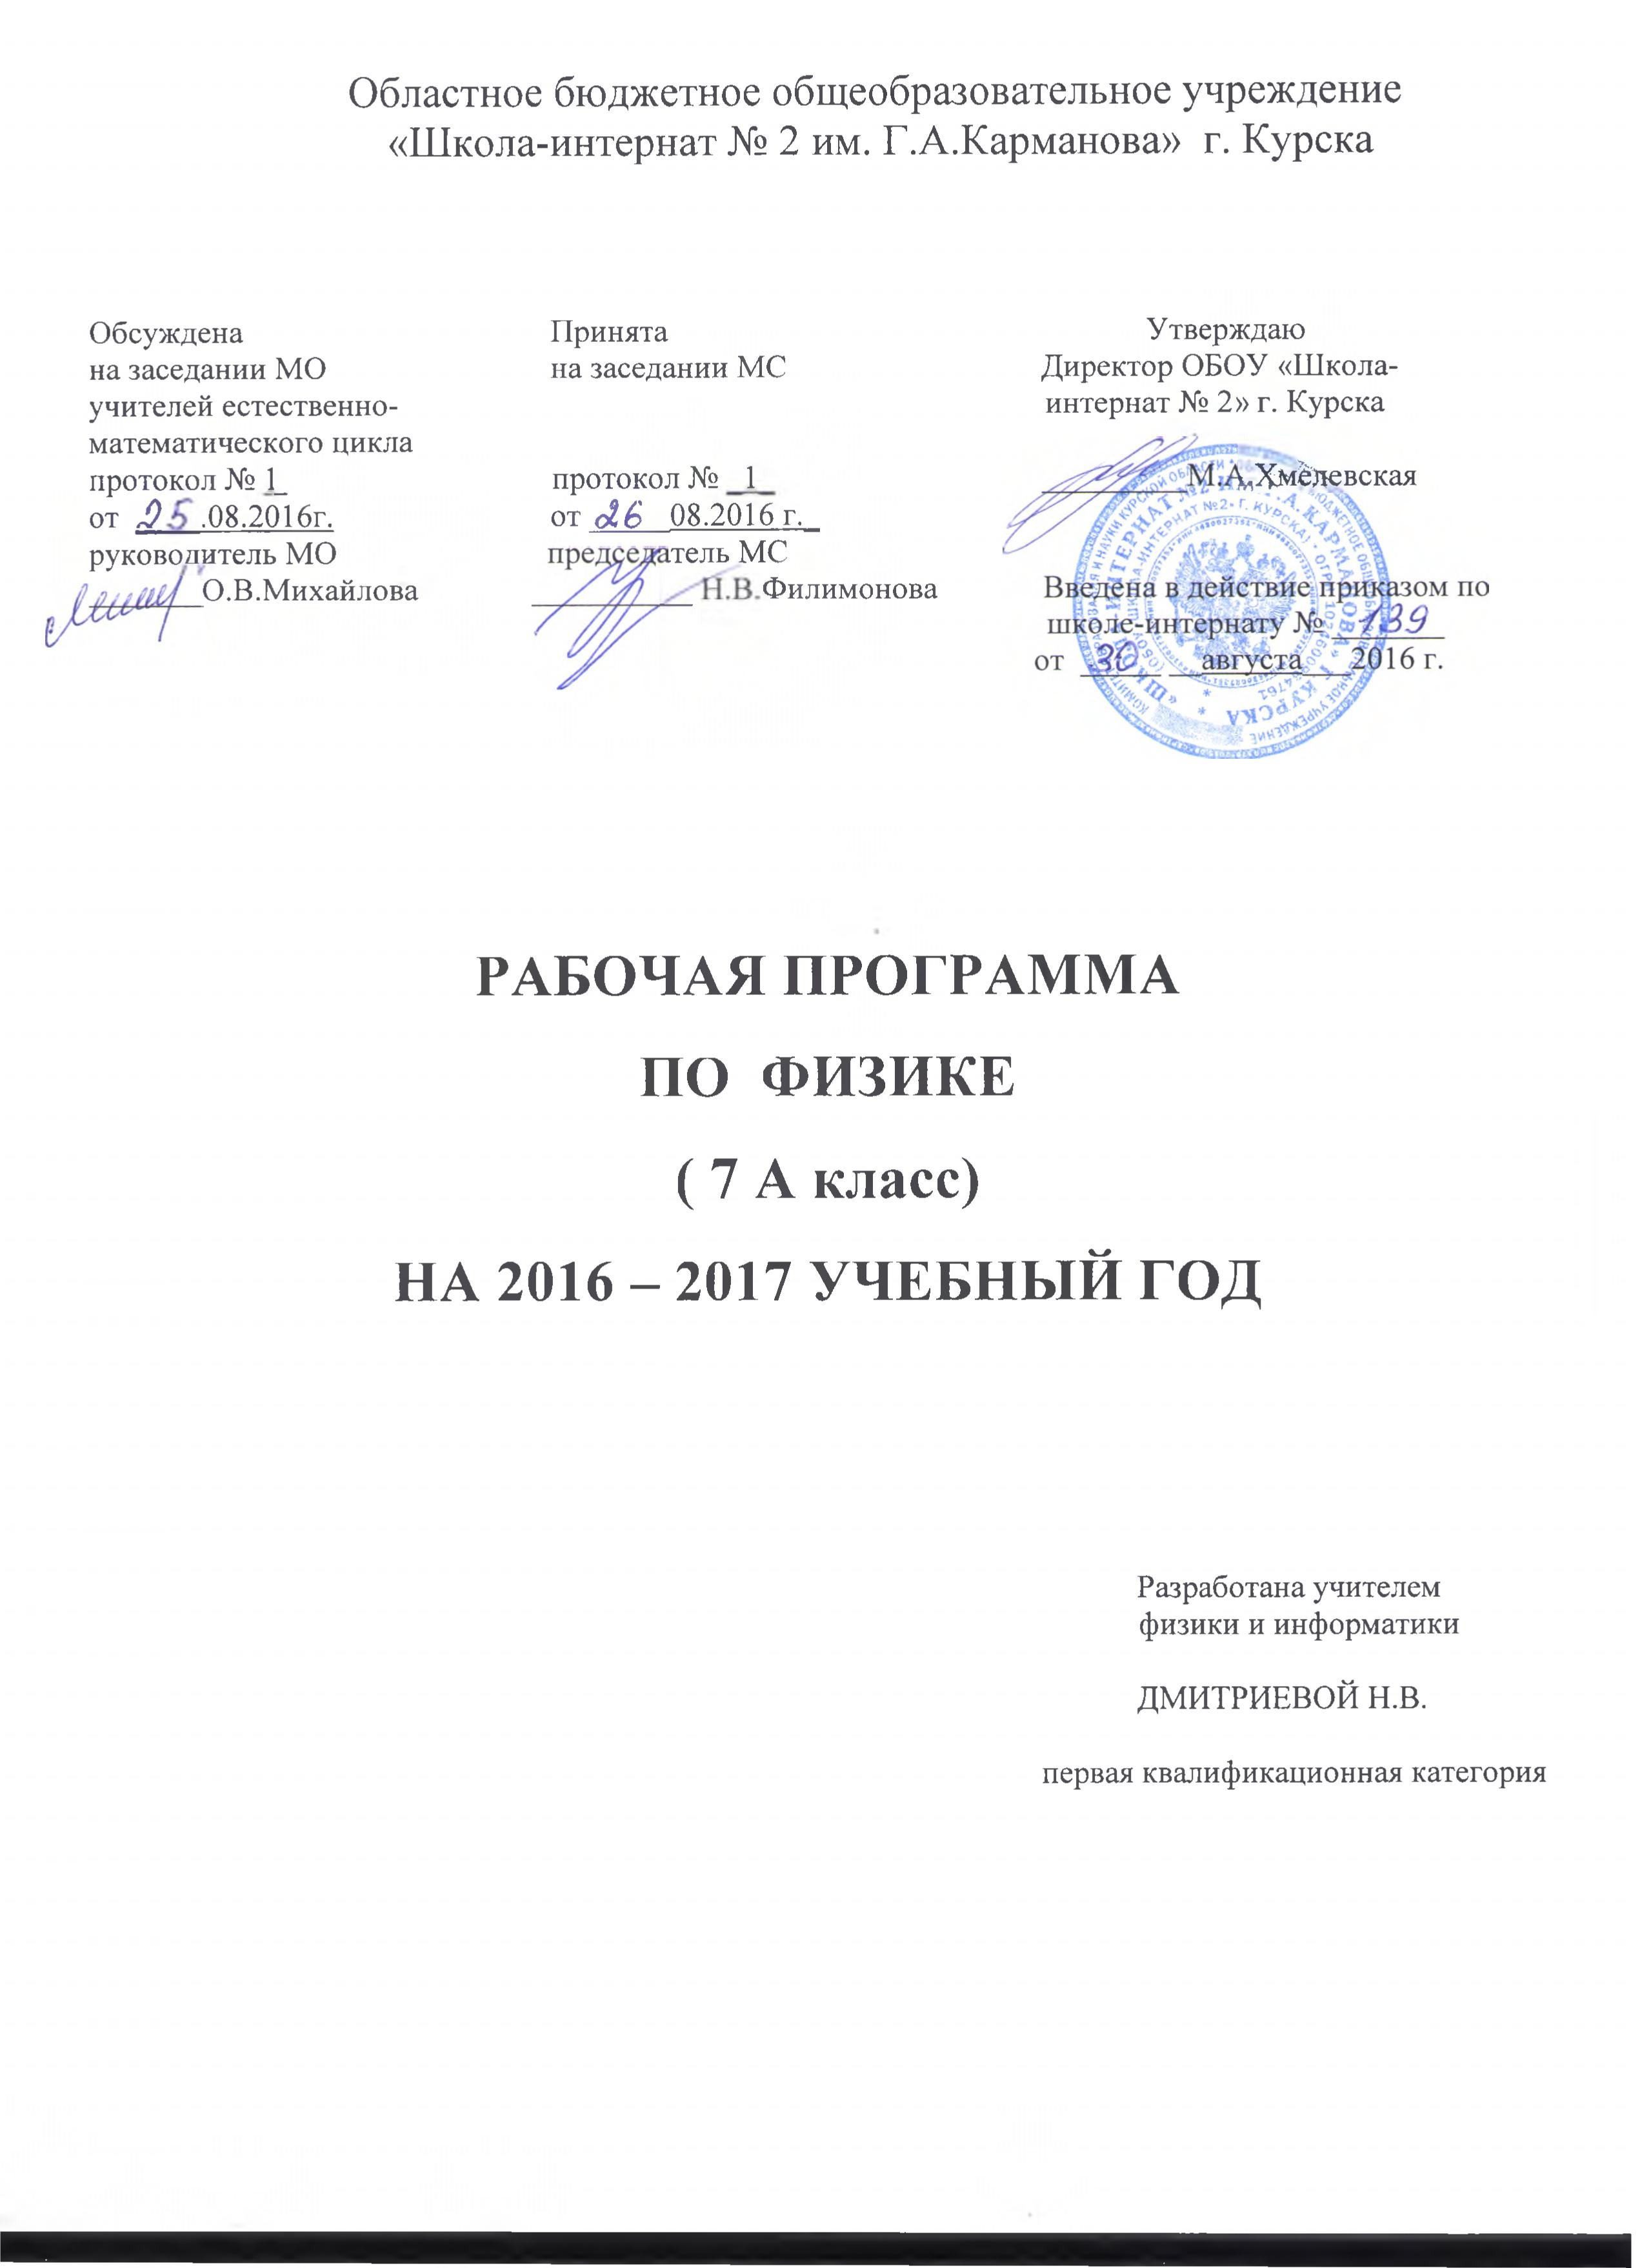 Областное бюджетное общеобразовательное учреждение
«Школа-интернат № 2 им. Г.А.Карманова» г. Курска
Обсуждена
на заседании МО
учителей естественно-
математического цикла
протокол № 1
от 25.08.2016г.
руководитель МО
О.В.Михайлова
Принята
на заседании МС
протокол № 1
от 26 08.2016 г.
председатель МС
Н.В.Филимонова
Утверждаю
Директор ОБОУ «Школа-
интернат № 2» г. Курска
М.А.Хмелевская
Введена в действие приказом по
школе-интернату № 139
от 30 августа 2016 г.
РАБОЧАЯ ПРОГРАММА
ПО ФИЗИКЕ
( 7 А класс)
НА 2016 – 2017 УЧЕБНЫЙ ГОД
Разработана учителем
физики и информатики
ДМИТРИЕВОЙ Н.В.
первая квалификационная категория